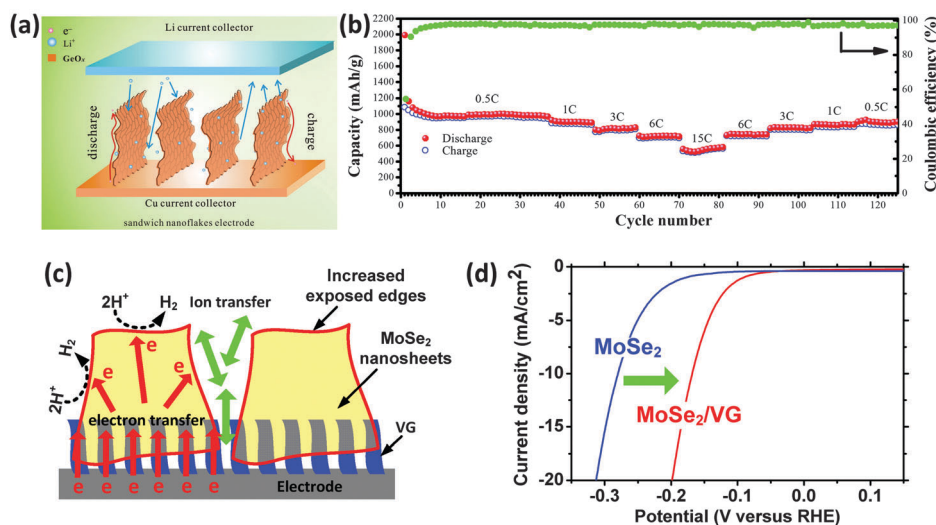 (a)
e⁻
Li⁺
GeOₓ
Li current collector
discharge
charge
Cu current collector
sandwich nanoflakes electrode
(b)
Capacity (mAh/g)
2200
2000
1800
1600
1400
1200
1000
800
600
400
200
0
0.5C
1C
3C
6C
15C
6C
3C
1C
0.5C
Discharge
Charge
0
10
20
30
40
50
60
70
80
90
100
110
120
Cycle number
100
80
60
40
20
0
Coulombic efficiency (%)
(c)
2H⁺
H₂
Ion transfer
Increased
exposed edges
MoSe₂
nanosheets
H₂
2H⁺
e
e
e
electron transfer
VG
Electrode
e e e e e e
(d)
Current density (mA/cm²)
0
-5
-10
-15
-20
MoSe₂
MoSe₂/VG
-0.3
-0.2
-0.1
0.0
0.1
Potential (V versus RHE)